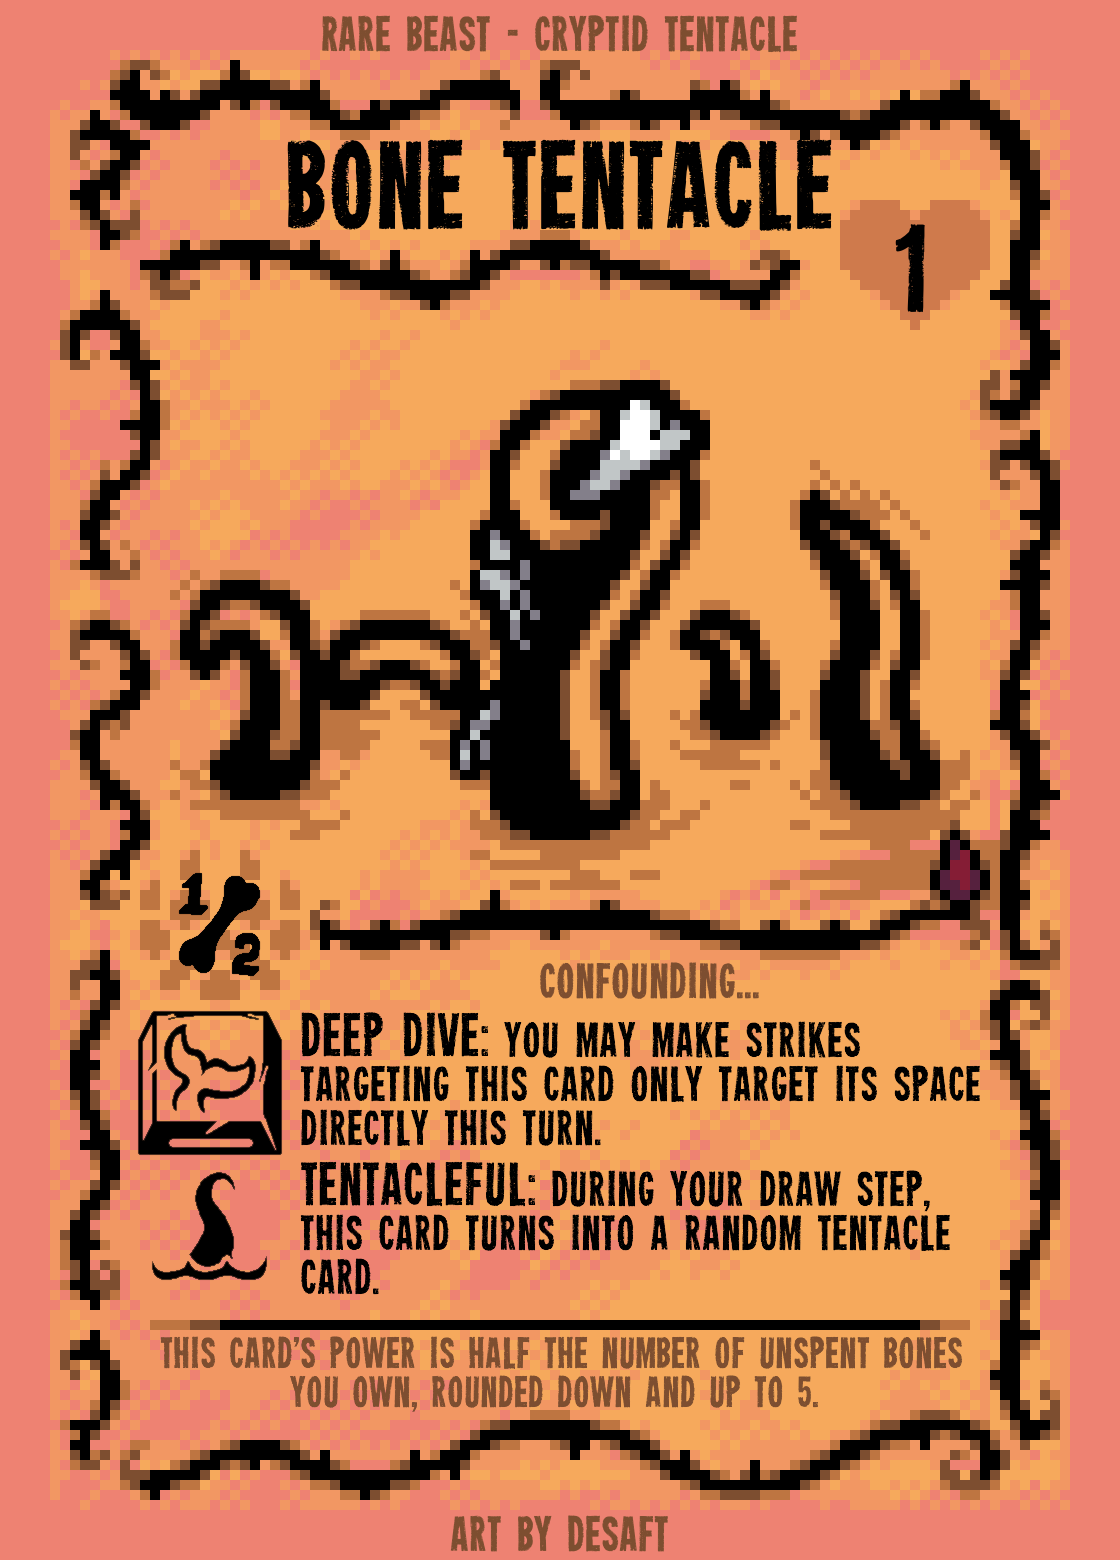 RARE BEAST - CRYPTID TENTACLE
BONE TENTACLE
1
1
2
CONFOUNDING...
DEEP DIVE: YOU MAY MAKE STRIKES
TARGETING THIS CARD ONLY TARGET ITS SPACE
DIRECTLY THIS TURN.
TENTACLEFUL: DURING YOUR DRAW STEP,
THIS CARD TURNS INTO A RANDOM TENTACLE
CARD.
THIS CARD'S POWER IS HALF THE NUMBER OF UNSPENT BONES
YOU OWN, ROUNDED DOWN AND UP TO 5.
ART BY DESAFT